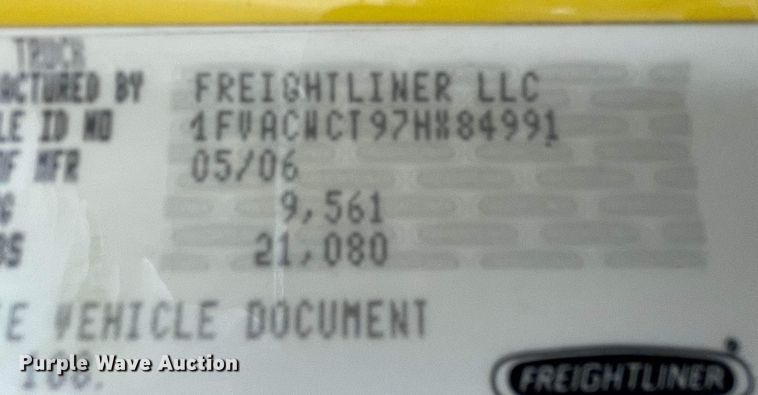 TRUCK
ACTURED BY FREIGHTLINER LLC
LE ID NO 1FVACWCT97HX84991
OF MFR 05/06
G 9,561
BS 21,080
E VEHICLE DOCUMENT
Purple Wave Auction
FREIGHTLINER